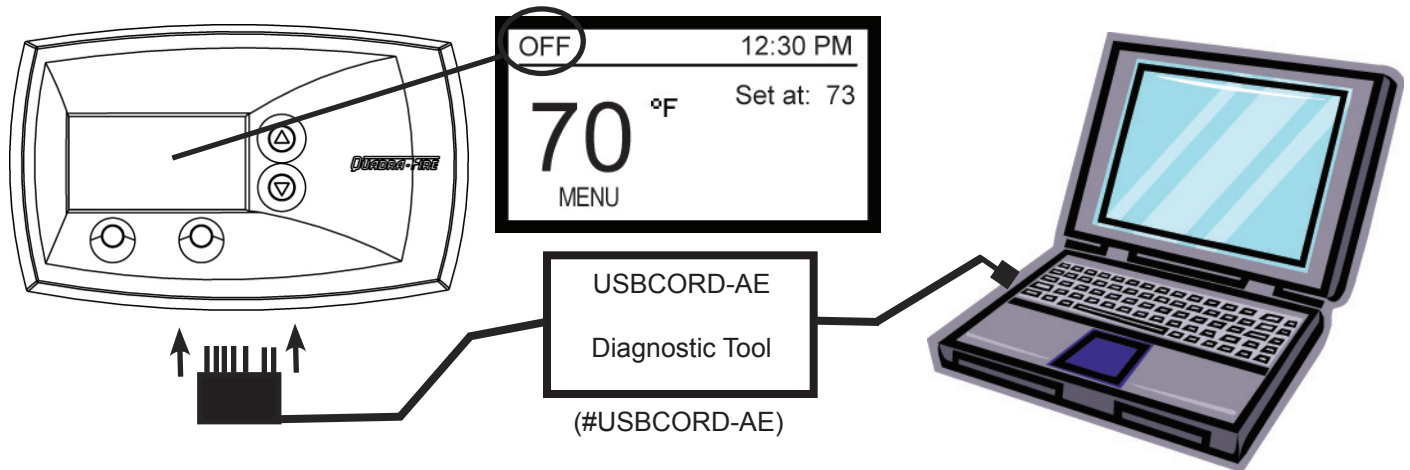 OFF 12:30 PM
70 °F Set at: 73
MENU
QUADRA-FIRE
USBCORD-AE
Diagnostic Tool
(#USBCORD-AE)